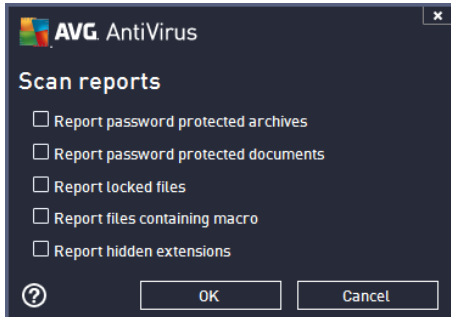 AVG. AntiVirus
Scan reports
Report password protected archives
Report password protected documents
Report locked files
Report files containing macro
Report hidden extensions
OK
Cancel